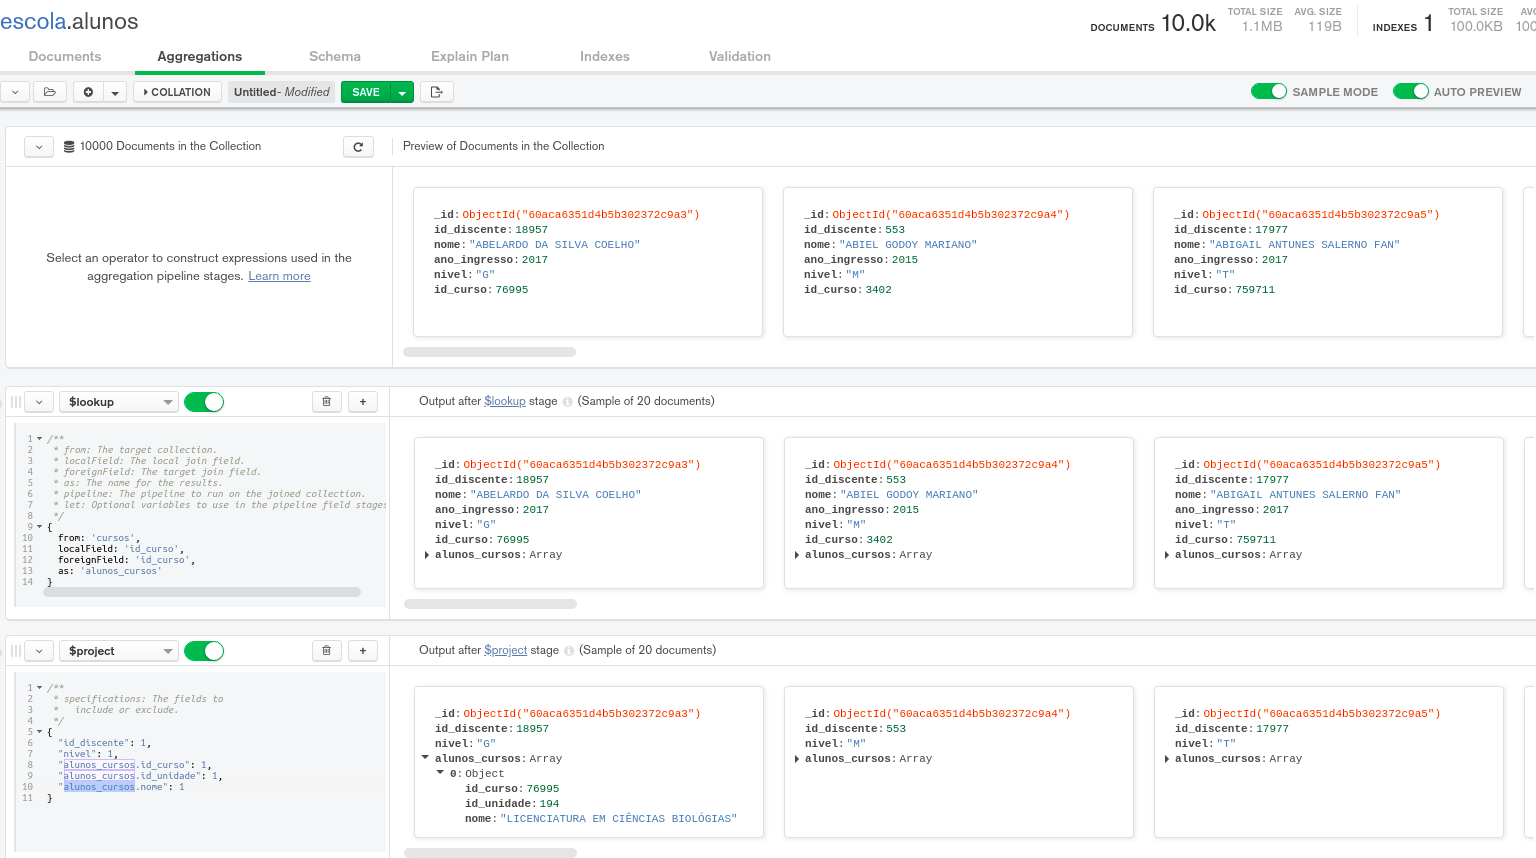 escola.alunos
DOCUMENTS 10.0k TOTAL SIZE 1.1MB AVG. SIZE 119B INDEXES 1 TOTAL SIZE 100.0KB
Documents Aggregations Schema Explain Plan Indexes Validation
COLLATION Untitled- Modified SAVE SAMPLE MODE AUTO PREVIEW
10000 Documents in the Collection
Preview of Documents in the Collection
Select an operator to construct expressions used in the
aggregation pipeline stages. Learn more
_id: ObjectId("60aca6351d4b5b302372c9a3")
id_discente: 18957
nome: "ABELARDO DA SILVA COELHO"
ano_ingresso: 2017
nivel: "G"
id_curso: 76995
_id: ObjectId("60aca6351d4b5b302372c9a4")
id_discente: 553
nome: "ABIEL GODOY MARIANO"
ano_ingresso: 2015
nivel: "M"
id_curso: 3402
_id: ObjectId("60aca6351d4b5b302372c9a5")
id_discente: 17977
nome: "ABIGAIL ANTUNES SALERNO FAN"
ano_ingresso: 2017
nivel: "T"
id_curso: 759711
$lookup
1 /**
2 * from: The target collection.
3 * localField: The local join field.
4 * foreignField: The target join field.
5 * as: The name for the results.
6 * pipeline: The pipeline to run on the joined collection.
7 * let: Optional variables to use in the pipeline field stages
8 */
9 {
10 from: 'cursos',
11 localField: 'id_curso',
12 foreignField: 'id_curso',
13 as: 'alunos_cursos'
14 }
Output after $lookup stage (Sample of 20 documents)
_id: ObjectId("60aca6351d4b5b302372c9a3")
id_discente: 18957
nome: "ABELARDO DA SILVA COELHO"
ano_ingresso: 2017
nivel: "G"
id_curso: 76995
alunos_cursos: Array
_id: ObjectId("60aca6351d4b5b302372c9a4")
id_discente: 553
nome: "ABIEL GODOY MARIANO"
ano_ingresso: 2015
nivel: "M"
id_curso: 3402
alunos_cursos: Array
_id: ObjectId("60aca6351d4b5b302372c9a5")
id_discente: 17977
nome: "ABIGAIL ANTUNES SALERNO FAN"
ano_ingresso: 2017
nivel: "T"
id_curso: 759711
alunos_cursos: Array
$project
1 /**
2 * specifications: The fields to
3 * include or exclude.
4 */
5 {
6 "id_discente": 1,
7 "nivel": 1,
8 "alunos_cursos.id_curso": 1,
9 "alunos_cursos.id_unidade": 1,
10 "alunos_cursos.nome": 1
11 }
Output after $project stage (Sample of 20 documents)
_id: ObjectId("60aca6351d4b5b302372c9a3")
id_discente: 18957
nivel: "G"
alunos_cursos: Array
0: Object
id_curso: 76995
id_unidade: 194
nome: "LICENCIATURA EM CIÊNCIAS BIOLÓGIAS"
_id: ObjectId("60aca6351d4b5b302372c9a4")
id_discente: 553
nivel: "M"
alunos_cursos: Array
_id: ObjectId("60aca6351d4b5b302372c9a5")
id_discente: 17977
nivel: "T"
alunos_cursos: Array